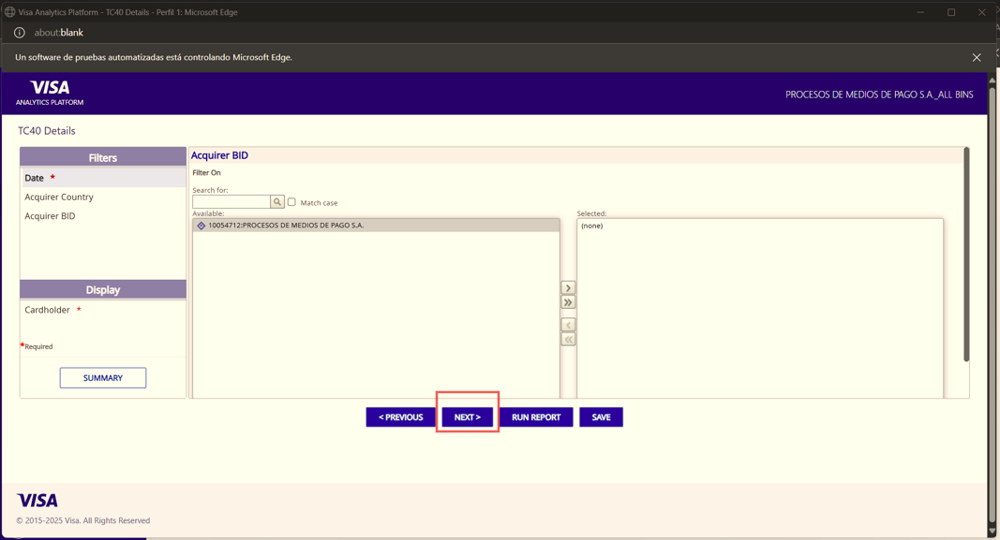 Visa Analytics Platform - TC40 Details - Perfil 1: Microsoft Edge
about:blank
Un software de pruebas automatizadas está controlando Microsoft Edge.
VISA
ANALYTICS PLATFORM
PROCESOS DE MEDIOS DE PAGO S.A._ALL BINS
TC40 Details
Filters
Date *
Acquirer Country
Acquirer BID
Display
Cardholder *
*Required
SUMMARY
Acquirer BID
Filter On
Search for:
Match case
Available:
10054712:PROCESOS DE MEDIOS DE PAGO S.A.
Selected:
(none)
< PREVIOUS
NEXT >
RUN REPORT
SAVE
VISA
© 2015-2025 Visa. All Rights Reserved